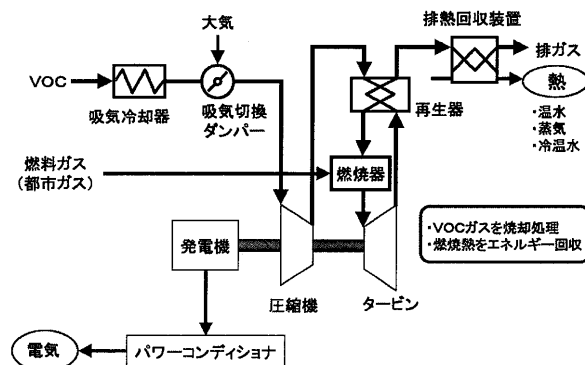 大気
排熱回収装置
VOC
排ガス
熱
吸気冷却器
吸気切換
ダンパー
再生器
・温水
・蒸気
・冷温水
燃料ガス
(都市ガス)
燃焼器
発電機
・VOCガスを焼却処理
・燃焼熱をエネルギー回収
圧縮機
タービン
電気
パワーコンディショナ